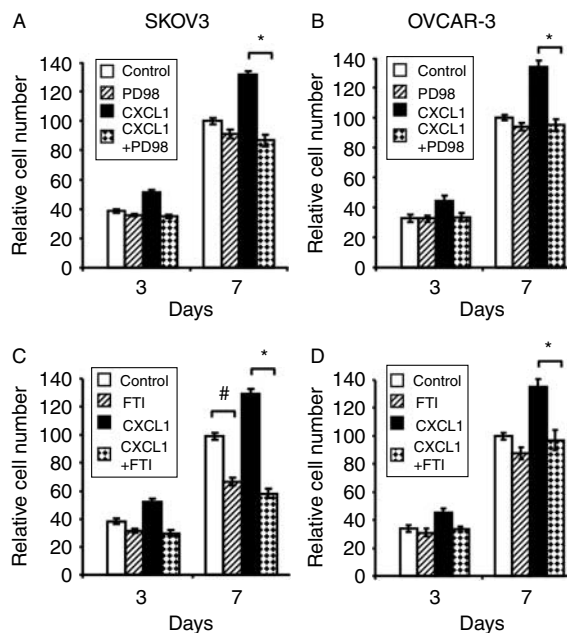 A SKOV3
Relative cell number
140
120
100
80
60
40
20
0
Control
PD98
CXCL1
CXCL1
+PD98
*
3 7
Days
B OVCAR-3
Relative cell number
140
120
100
80
60
40
20
0
Control
PD98
CXCL1
CXCL1
+PD98
*
3 7
Days
C
Relative cell number
140
120
100
80
60
40
20
0
Control
FTI
CXCL1
CXCL1
+FTI
#
*
3 7
Days
D
Relative cell number
140
120
100
80
60
40
20
0
Control
FTI
CXCL1
CXCL1
+FTI
*
3 7
Days